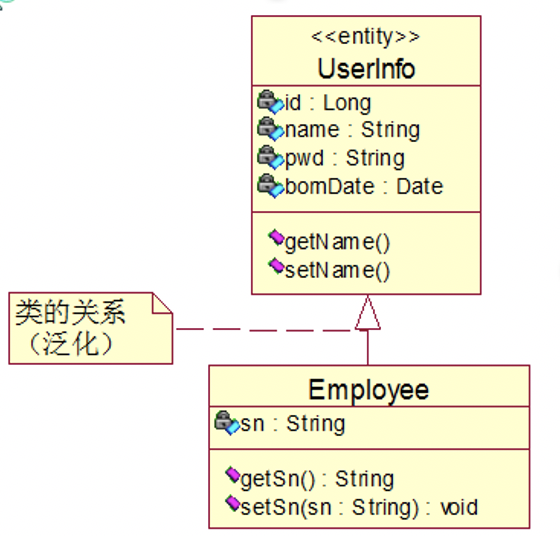 <<entity>>
UserInfo
id : Long
name : String
pwd : String
bornDate : Date
getName()
setName()
类的关系
（泛化）
Employee
sn : String
getSn() : String
setSn(sn : String) : void